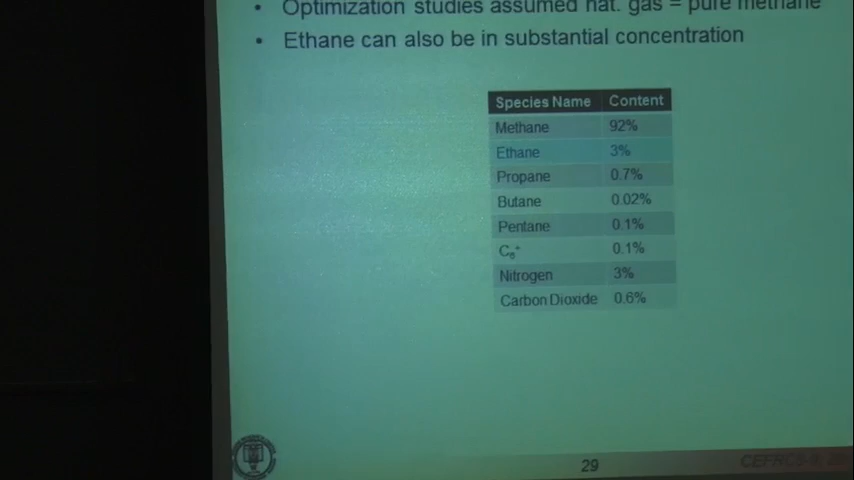 • Optimization studies assumed nat. gas = pure methane
• Ethane can also be in substantial concentration
Species Name Content
Methane 92%
Ethane 3%
Propane 0.7%
Butane 0.02%
Pentane 0.1%
C₆⁺ 0.1%
Nitrogen 3%
Carbon Dioxide 0.6%
29